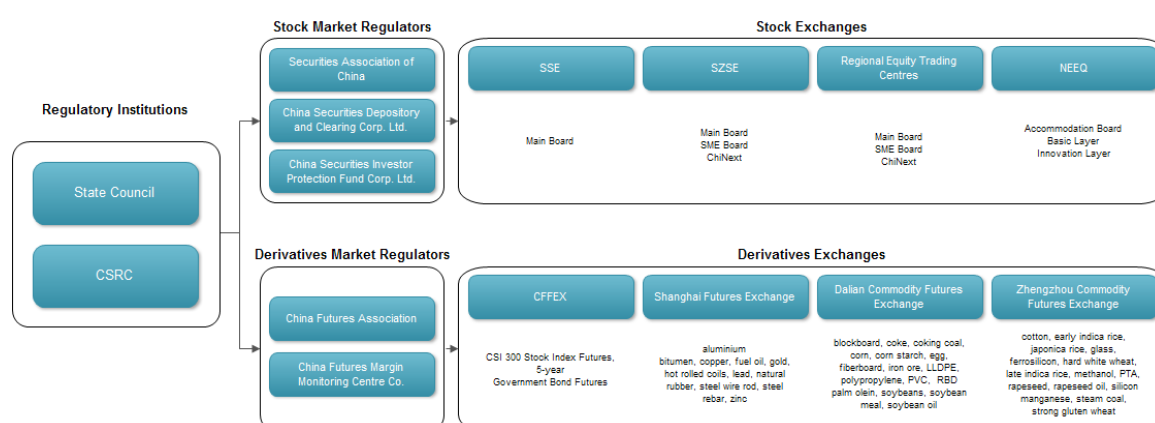 Regulatory Institutions
State Council
CSRC
Stock Market Regulators
Securities Association of
China
China Securities Depository
and Clearing Corp. Ltd.
China Securities Investor
Protection Fund Corp. Ltd.
Stock Exchanges
SSE
Main Board
SZSE
Main Board
SME Board
ChiNext
Regional Equity Trading
Centres
Main Board
SME Board
ChiNext
NEEQ
Accommodation Board
Basic Layer
Innovation Layer
Derivatives Market Regulators
China Futures Association
China Futures Margin
Monitoring Centre Co.
Derivatives Exchanges
CFFEX
CSI 300 Stock Index Futures,
5-year
Government Bond Futures
Shanghai Futures Exchange
aluminium
bitumen, copper, fuel oil, gold,
hot rolled coils, lead, natural
rubber, steel wire rod, steel
rebar, zinc
Dalian Commodity Futures
Exchange
blockboard, coke, coking coal,
corn, corn starch, egg,
fiberboard, iron ore, LLDPE,
polypropylene, PVC, RBD
palm olein, soybeans, soybean
meal, soybean oil
Zhengzhou Commodity
Futures Exchange
cotton, early indica rice,
japonica rice, glass,
ferrosilicon, hard white wheat,
late indica rice, methanol, PTA,
rapeseed, rapeseed oil, silicon
manganese, steam coal,
strong gluten wheat